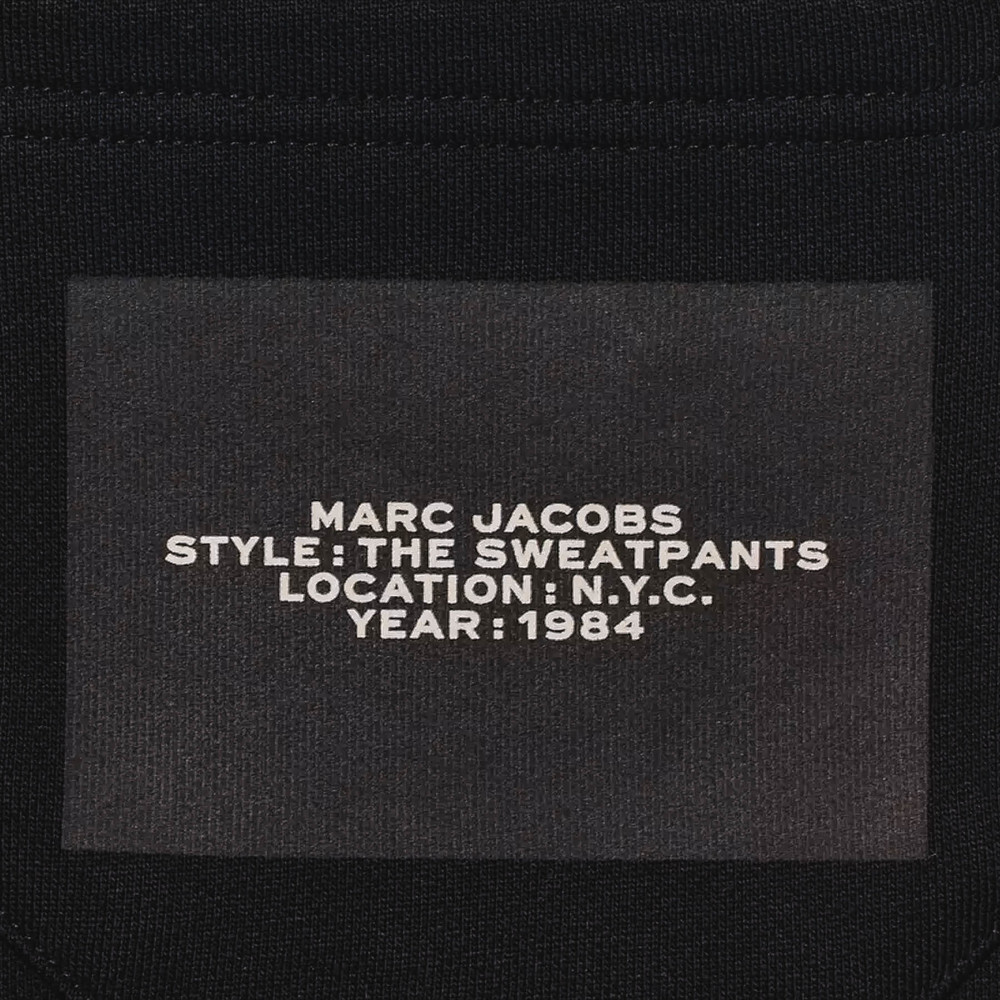 MARC JACOBS
STYLE : THE SWEATPANTS
LOCATION : N.Y.C.
YEAR : 1984